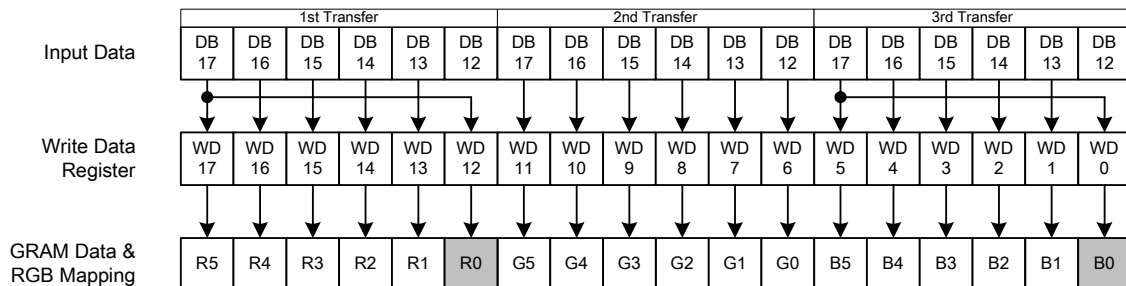 1st Transfer 2nd Transfer 3rd Transfer
Input Data
DB 17 DB 16 DB 15 DB 14 DB 13 DB 12 DB 17 DB 16 DB 15 DB 14 DB 13 DB 12 DB 17 DB 16 DB 15 DB 14 DB 13 DB 12
Write Data
Register
WD 17 WD 16 WD 15 WD 14 WD 13 WD 12 WD 11 WD 10 WD 9 WD 8 WD 7 WD 6 WD 5 WD 4 WD 3 WD 2 WD 1 WD 0
GRAM Data &
RGB Mapping
R5 R4 R3 R2 R1 R0 G5 G4 G3 G2 G1 G0 B5 B4 B3 B2 B1 B0